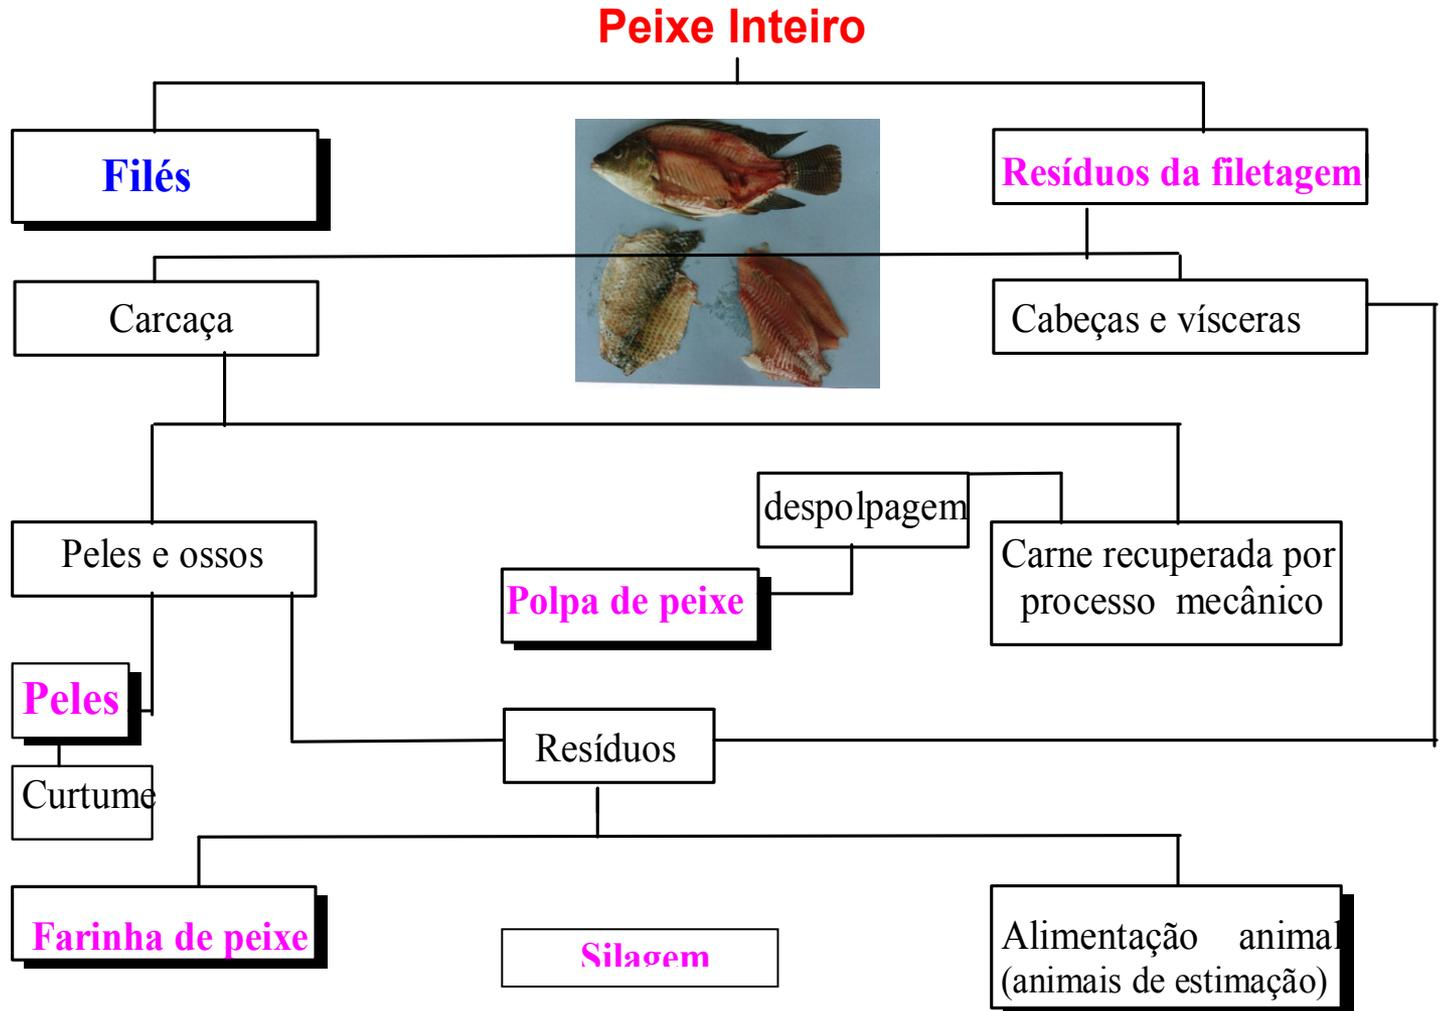 Peixe Inteiro
Filés
Resíduos da filetagem
Carcaça
Cabeças e vísceras
despolpagem
Peles e ossos
Carne recuperada por
processo mecânico
Polpa de peixe
Peles
Resíduos
Curtume
Farinha de peixe
Silagem
Alimentação animal
(animais de estimação)